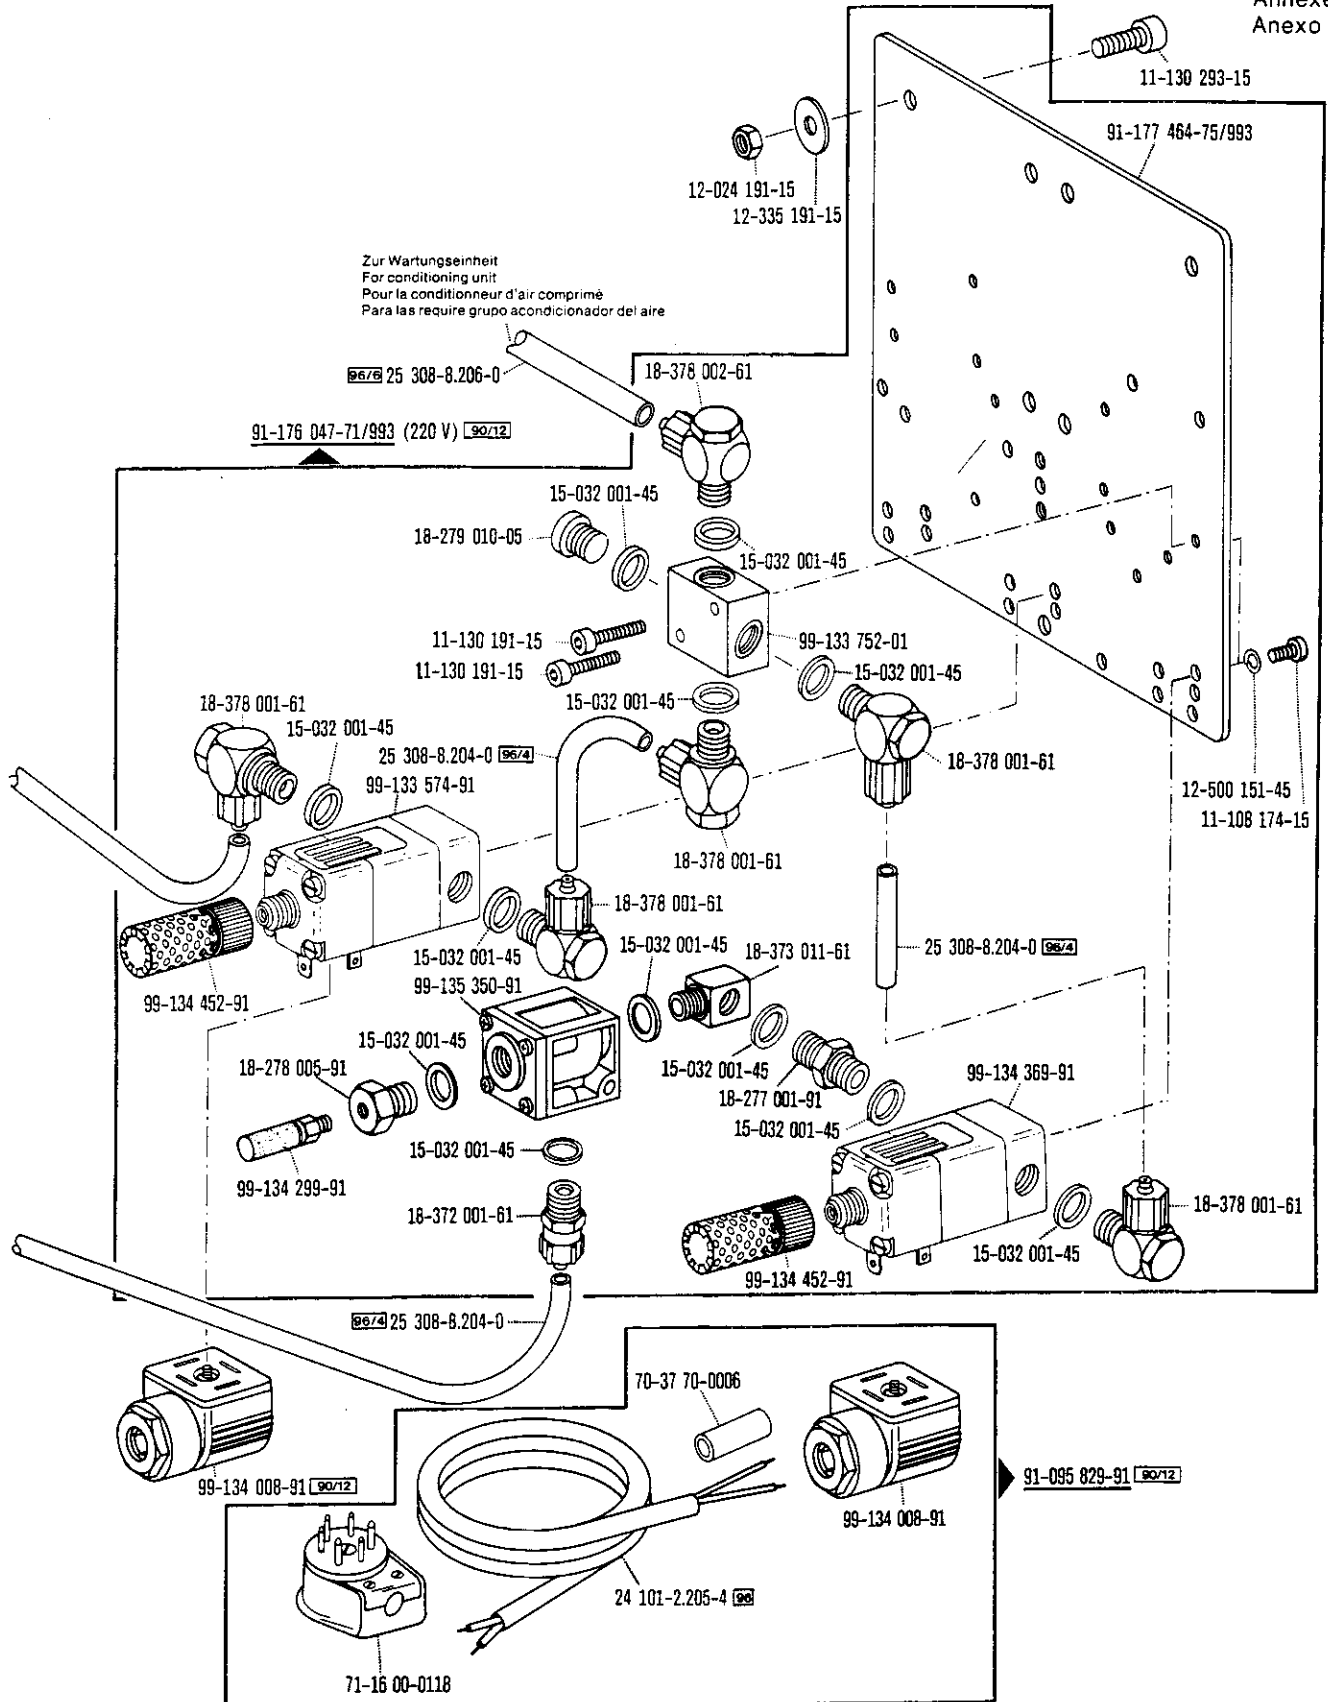 Annexe
Anexo
11-130 293-15
91-177 464-75/993
12-024 191-15
12-335 191-15
Zur Wartungseinheit
For conditioning unit
Pour la conditionneur d'air comprimé
Para las require grupo acondicionador del aire
96/6 25 308-8.206-0
18-378 002-61
91-176 047-71/993 (220 V) 90/12
15-032 001-45
18-279 010-05
15-032 001-45
11-130 191-15
99-133 752-01
11-130 191-15
15-032 001-45
15-032 001-45
18-378 001-61
15-032 001-45
25 308-8.204-0 96/4
18-378 001-61
99-133 574-91
12-500 151-45
11-108 174-15
18-378 001-61
18-378 001-61
15-032 001-45
15-032 001-45
18-373 011-61
25 308-8.204-0 96/4
99-135 350-91
99-134 452-91
15-032 001-45
18-278 005-91
15-032 001-45
99-134 369-91
18-277 001-91
15-032 001-45
15-032 001-45
99-134 299-91
18-372 001-61
18-378 001-61
15-032 001-45
99-134 452-91
96/4 25 308-8.204-0
70-37 70-0006
99-134 008-91 90/12
91-095 829-91 90/12
99-134 008-91
24 101-2.205-4 96
71-16 00-0118